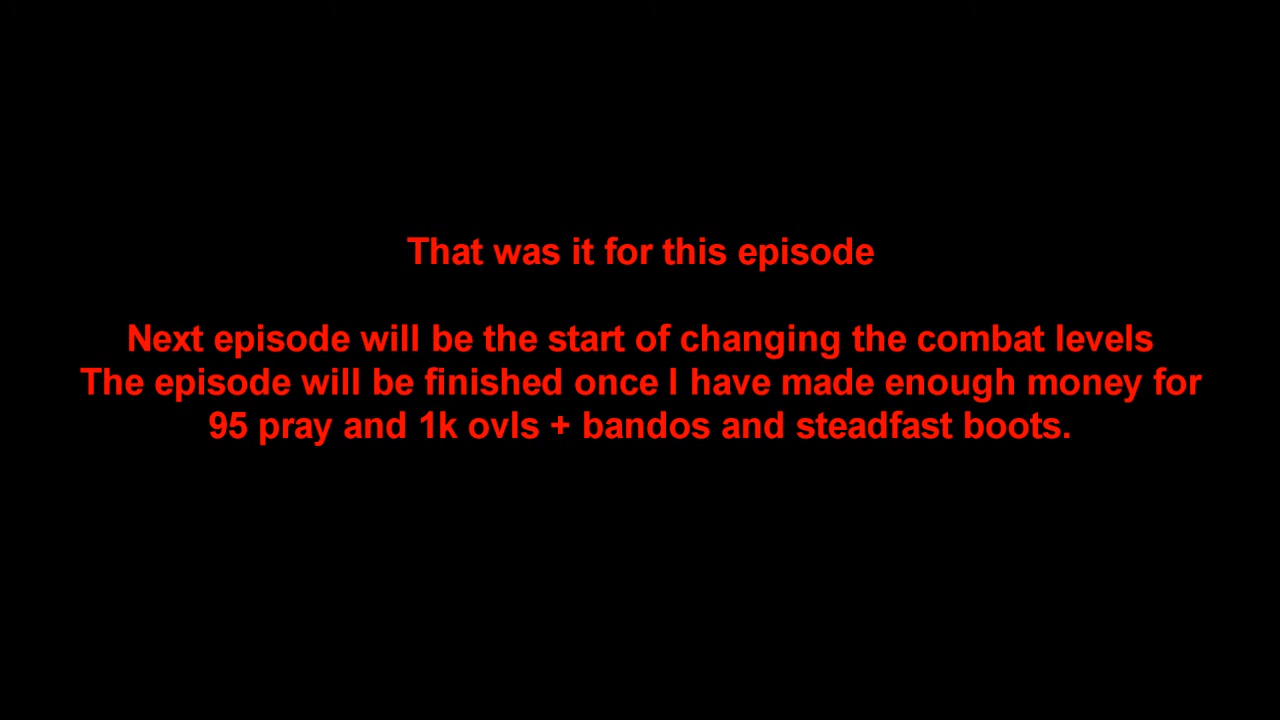 That was it for this episode
Next episode will be the start of changing the combat levels
The episode will be finished once I have made enough money for
95 pray and 1k ovls + bandos and steadfast boots.